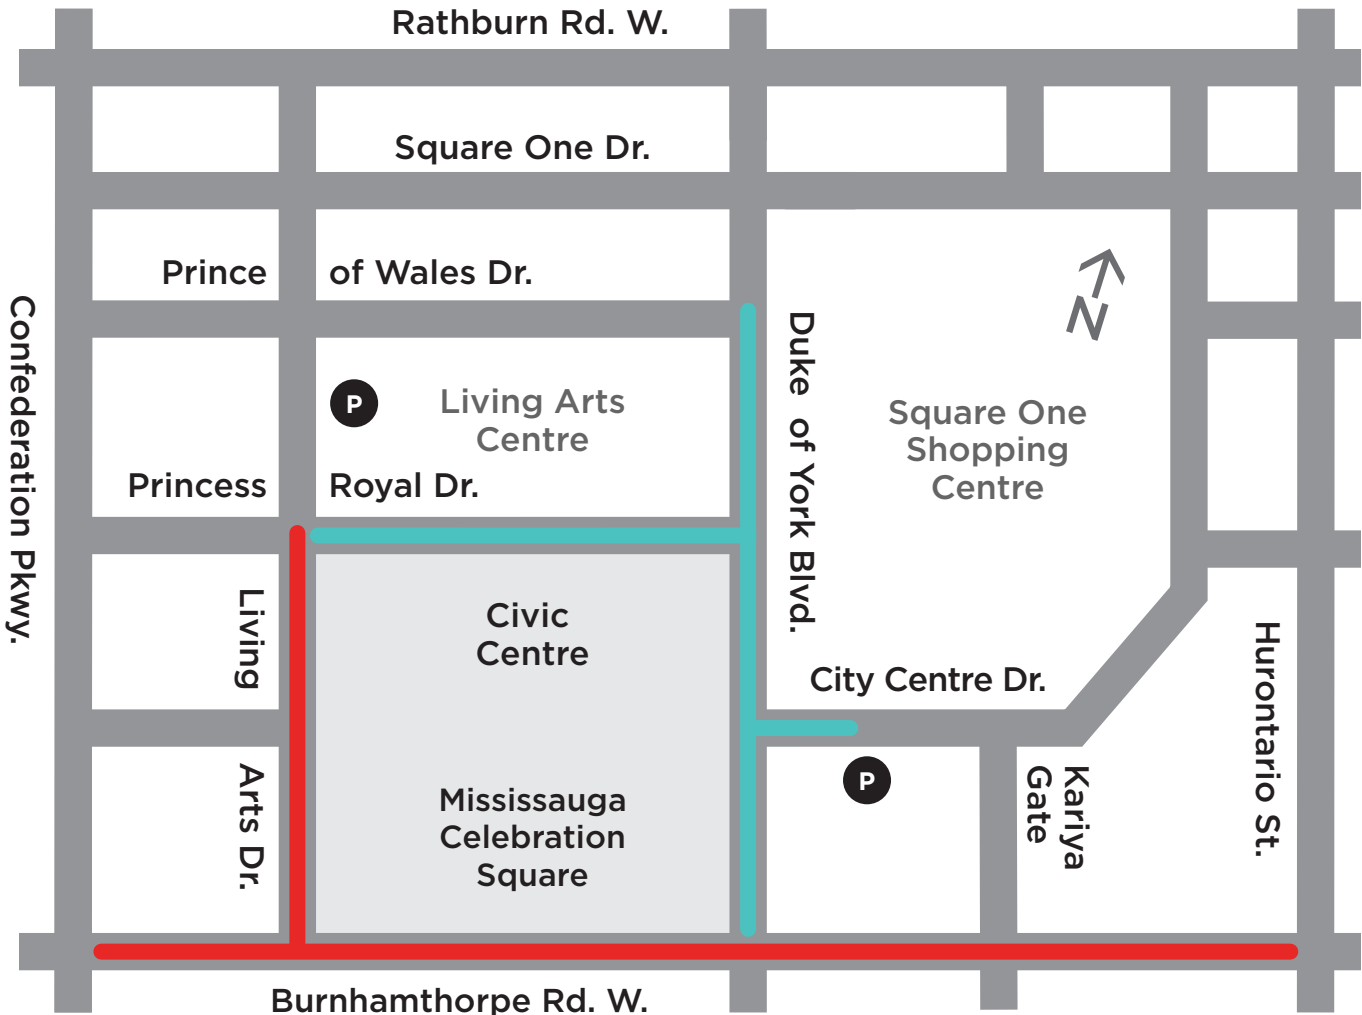 Rathburn Rd. W.
Square One Dr.
Prince of Wales Dr.
Confederation Pkwy.
Duke of York Blvd.
N
P
Living Arts
Centre
Square One
Shopping
Centre
Princess Royal Dr.
Living Arts Dr.
Civic
Centre
City Centre Dr.
Hurontario St.
P
Kariya
Gate
Mississauga
Celebration
Square
Burnhamthorpe Rd. W.